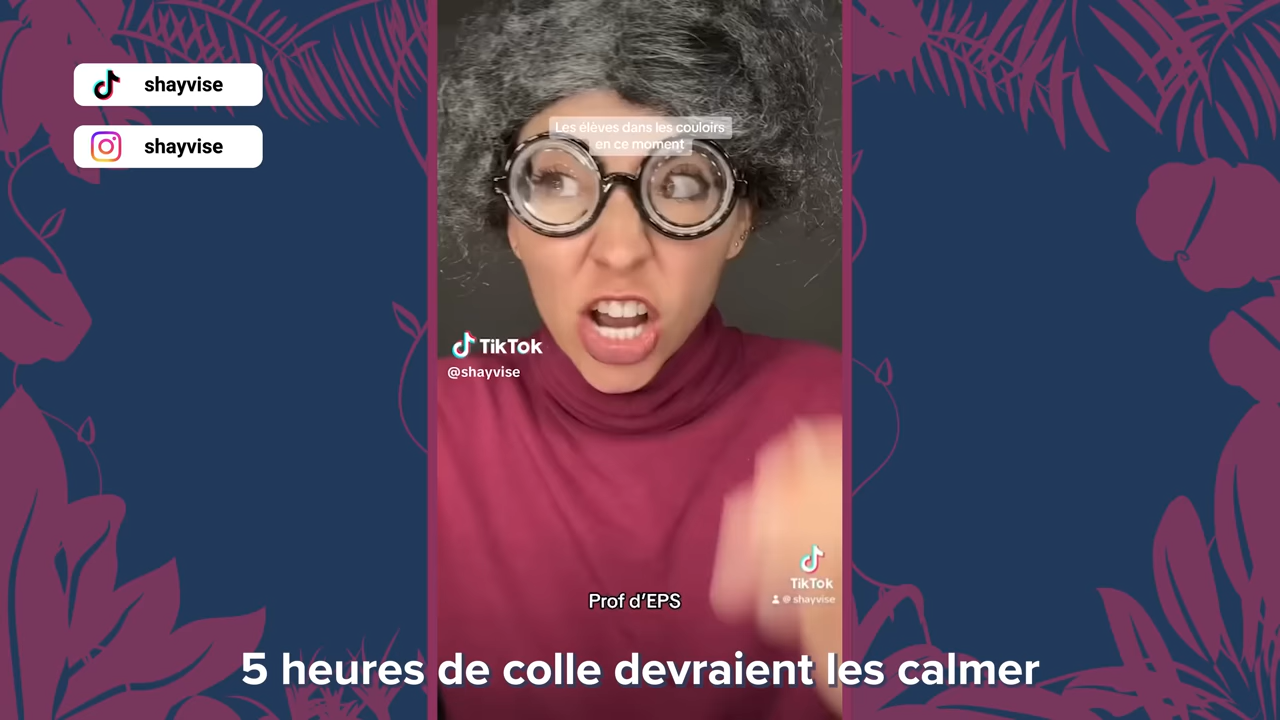 shayvise
shayvise
Les élèves dans les couloirs
en ce moment
TikTok
@shayvise
TikTok
@ shayvise
Prof d'EPS
5 heures de colle devraient les calmer